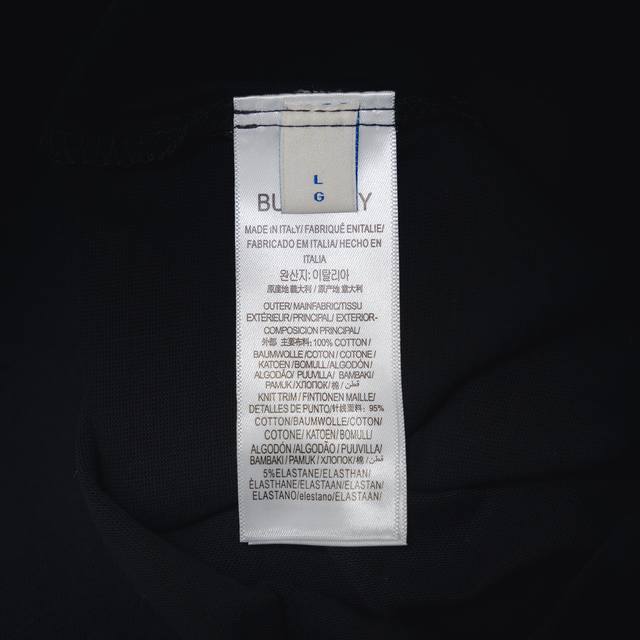 L
G
BU Y
MADE IN ITALY/ FABRIQUÉ ENITALIE/
FABRICADO EM ITALIA/ HECHO EN
ITALIA
완산지: 이탈리아
原産地 義大利 / 原产地 意大利
OUTER/ MAINFABRIC/TISSU
EXTÉRIEUR/PRINCIPAL/ EXTERIOR-
COMPOSICION PRINCIPAL/
外部 主要布料: 100% COTTON/
BAUMWOLLE /COTON / COTONE /
KATOEN / BOMULL / ALGODÓN/
ALGODÃO/ PUUVILLA/ BAMBAKI/
PAMUK / ХЛОПОК/ 棉 / قطن /
KNIT TRIM / FINTIONEN MAILLE/
DETALLES DE PUNTO/针线面料: 95%
COTTON/BAUMWOLLE/COTON/
COTONE / KATOEN/ BOMULL/
ALGODÓN /ALGODÃO/ PUUVILLA/
BAMBAKI / PAMUK / ХЛОПОК/ 棉/ قطن /
5%ELASTANE/ELASTHAN/
ÉLASTHANE/ELASTAAN/ELASTAN/
ELASTANO/elestano/ÉLASTAAN/